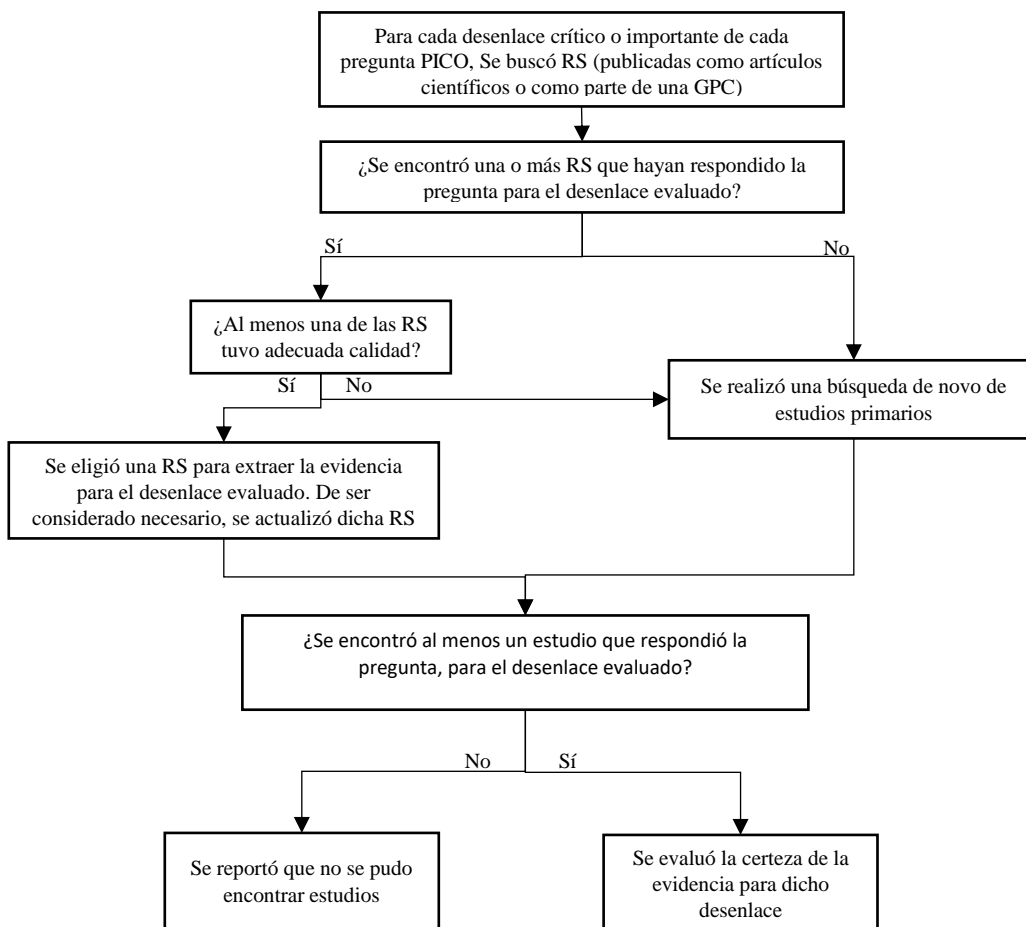 Para cada desenlace crítico o importante de cada
pregunta PICO, Se buscó RS (publicadas como artículos
científicos o como parte de una GPC)
¿Se encontró una o más RS que hayan respondido la
pregunta para el desenlace evaluado?
Sí
No
¿Al menos una de las RS
tuvo adecuada calidad?
Sí
No
Se realizó una búsqueda de novo de
estudios primarios
Se eligió una RS para extraer la evidencia
para el desenlace evaluado. De ser
considerado necesario, se actualizó dicha RS
¿Se encontró al menos un estudio que respondió la
pregunta, para el desenlace evaluado?
No
Sí
Se reportó que no se pudo
encontrar estudios
Se evaluó la certeza de la
evidencia para dicho
desenlace